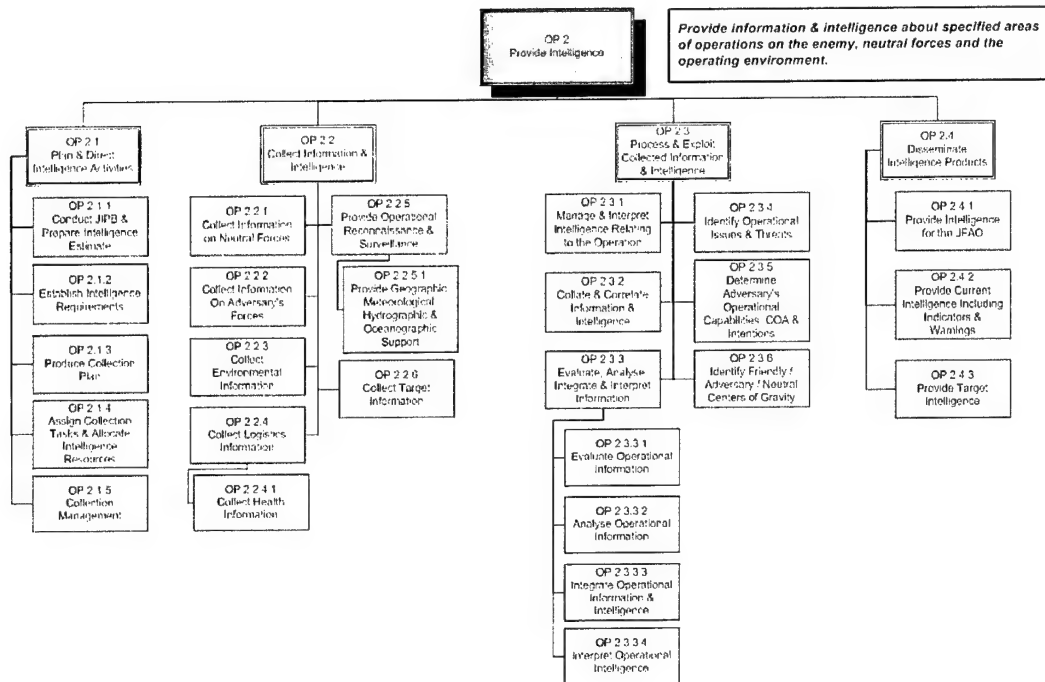 OP 2
Provide Intelligence
Provide information & intelligence about specified areas
of operations on the enemy, neutral forces and the
operating environment.
OP 2.1
Plan & Direct
Intelligence Activities
OP 2.1.1
Conduct JIPB &
Prepare Intelligence
Estimate
OP 2.1.2
Establish Intelligence
Requirements
OP 2.1.3
Produce Collection
Plan
OP 2.1.4
Assign Collection
Tasks & Allocate
Intelligence
Resources
OP 2.1.5
Collection
Management
OP 2.2
Collect Information &
Intelligence
OP 2.2.1
Collect Information
on Neutral Forces
OP 2.2.2
Collect Information
On Adversary's
Forces
OP 2.2.3
Collect
Environmental
Information
OP 2.2.4
Collect Logistics
Information
OP 2.2.4.1
Collect Health
Information
OP 2.2.5
Provide Operational
Reconnaissance &
Surveillance
OP 2.2.5.1
Provide Geographic
Meteorological
Hydrographic &
Oceanographic
Support
OP 2.2.6
Collect Target
Information
OP 2.3
Process & Exploit
Collected Information
& Intelligence
OP 2.3.1
Manage & Interpret
Intelligence Relating
to the Operation
OP 2.3.2
Collate & Correlate
Information &
Intelligence
OP 2.3.3
Evaluate, Analyse
Integrate & Interpret
Information
OP 2.3.3.1
Evaluate Operational
Information
OP 2.3.3.2
Analyse Operational
Information
OP 2.3.3.3
Integrate Operational
Information &
Intelligence
OP 2.3.3.4
Interpret Operational
Intelligence
OP 2.3.4
Identify Operational
Issues & Threats
OP 2.3.5
Determine
Adversary's
Operational
Capabilities, COA &
Intentions
OP 2.3.6
Identify Friendly /
Adversary / Neutral
Centers of Gravity
OP 2.4
Disseminate
Intelligence Products
OP 2.4.1
Provide Intelligence
for the JFAO
OP 2.4.2
Provide Current
Intelligence Including
Indicators &
Warnings
OP 2.4.3
Provide Target
Intelligence